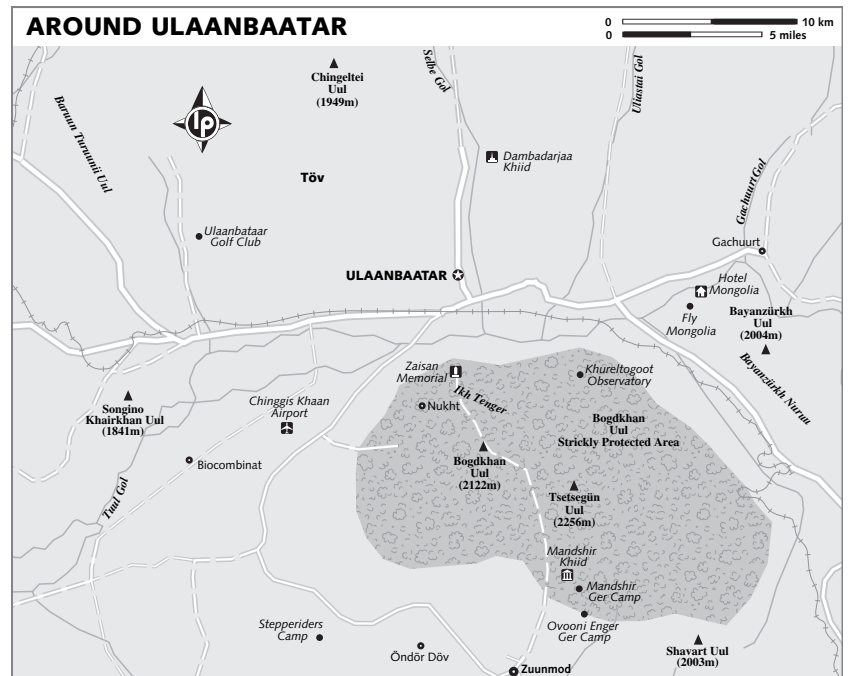 AROUND ULAANBAATAR
0 10 km
0 5 miles
Chingeltei
Uul
(1949m)
Selbe Gol
Uliastai Gol
Baruun Turuunii Uul
lp
Dambadarjaa
Khiid
Töv
Gachuurt Gol
Ulaanbataar
Golf Club
Gachuurt
ULAANBAATAR
Hotel
Mongolia
Fly
Mongolia
Bayanzürkh
Uul
(2004m)
Bayanzürkh Nuruu
Zaisan
Memorial
Khureltogoot
Observatory
Ikh Tenger
Nukht
Songino
Khairkhan Uul
(1841m)
Chinggis Khaan
Airport
Bogdkhan
Uul
Strickly Protected Area
Biocombinat
Bogdkhan
Uul
(2122m)
Tuul Gol
Tsetsegün
Uul
(2256m)
Mandshir
Khiid
Mandshir
Ger Camp
Ovooni Enger
Ger Camp
Stepperiders
Camp
Öndör Döv
Shavart Uul
(2003m)
Zuunmod